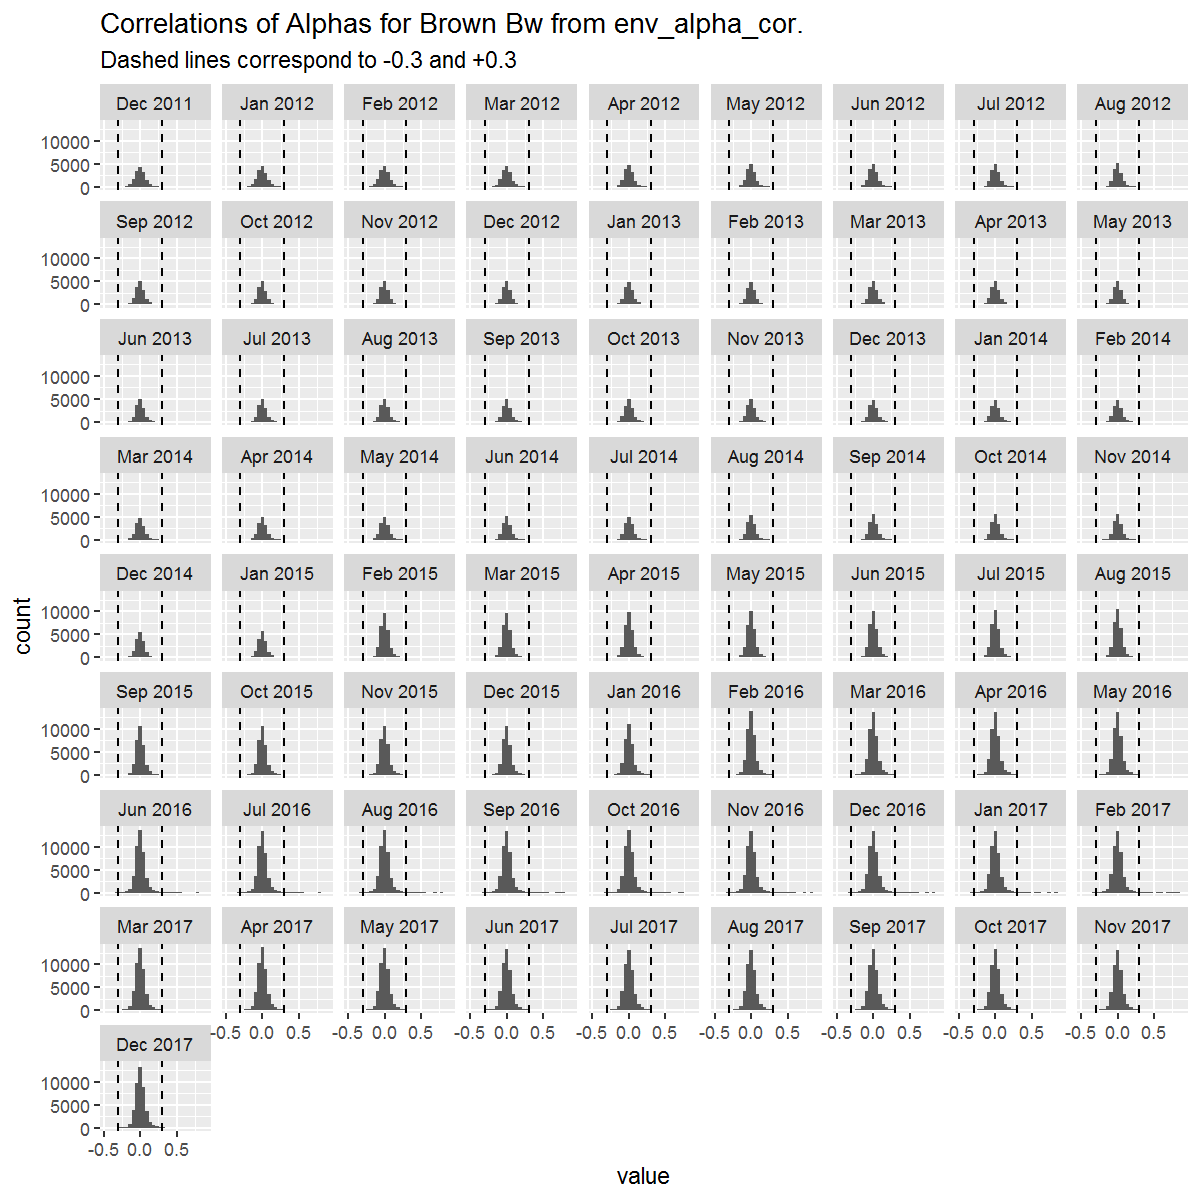 Correlations of Alphas for Brown Bw from env_alpha_cor.
Dashed lines correspond to -0.3 and +0.3
Dec 2011 Jan 2012 Feb 2012 Mar 2012 Apr 2012 May 2012 Jun 2012 Jul 2012 Aug 2012
10000
5000
0
Sep 2012 Oct 2012 Nov 2012 Dec 2012 Jan 2013 Feb 2013 Mar 2013 Apr 2013 May 2013
10000
5000
0
Jun 2013 Jul 2013 Aug 2013 Sep 2013 Oct 2013 Nov 2013 Dec 2013 Jan 2014 Feb 2014
10000
5000
0
Mar 2014 Apr 2014 May 2014 Jun 2014 Jul 2014 Aug 2014 Sep 2014 Oct 2014 Nov 2014
10000
5000
0
Dec 2014 Jan 2015 Feb 2015 Mar 2015 Apr 2015 May 2015 Jun 2015 Jul 2015 Aug 2015
10000
5000
0
count
Sep 2015 Oct 2015 Nov 2015 Dec 2015 Jan 2016 Feb 2016 Mar 2016 Apr 2016 May 2016
10000
5000
0
Jun 2016 Jul 2016 Aug 2016 Sep 2016 Oct 2016 Nov 2016 Dec 2016 Jan 2017 Feb 2017
10000
5000
0
Mar 2017 Apr 2017 May 2017 Jun 2017 Jul 2017 Aug 2017 Sep 2017 Oct 2017 Nov 2017
10000
5000
0
-0.5 0.0 0.5 -0.5 0.0 0.5 -0.5 0.0 0.5 -0.5 0.0 0.5 -0.5 0.0 0.5 -0.5 0.0 0.5 -0.5 0.0 0.5 -0.5 0.0 0.5
Dec 2017
10000
5000
0
-0.5 0.0 0.5
value